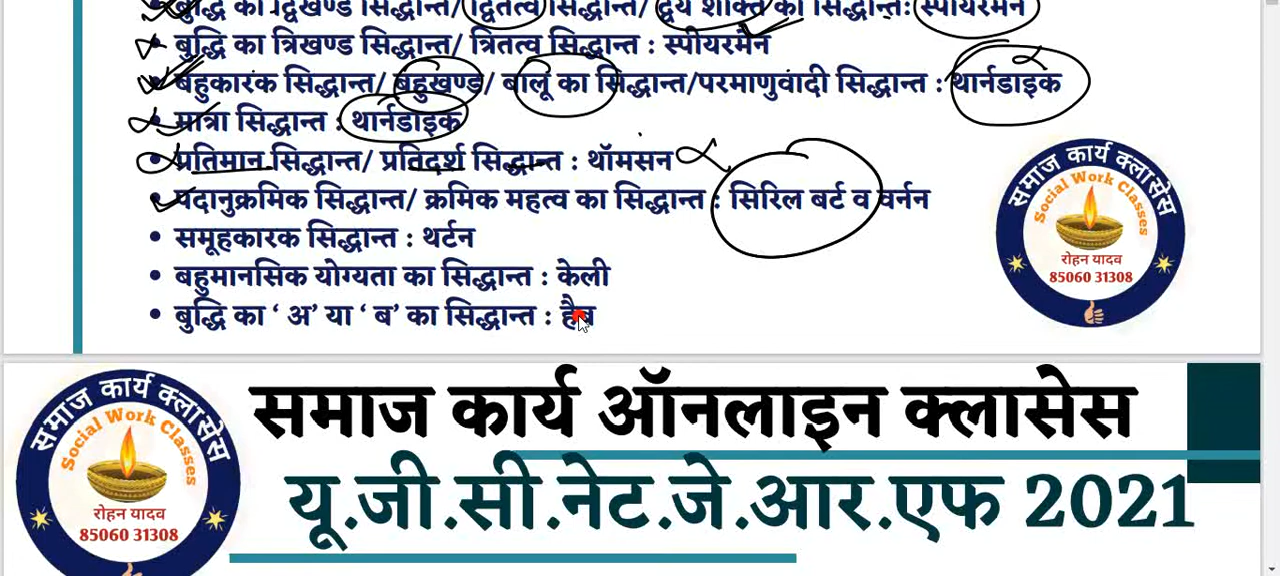 बुद्धि का द्विखण्ड सिद्धान्त/ द्वितत्व सिद्धान्त/ द्वय शक्ति का सिद्धान्त: स्पीयरमैन
• बुद्धि का त्रिखण्ड सिद्धान्त/ त्रितत्व सिद्धान्त : स्पीयरमैन
• बहुकारक सिद्धान्त/ बहुखण्ड/ बालू का सिद्धान्त/परमाणुवादी सिद्धान्त : थार्नडाइक
• मात्रा सिद्धान्त : थार्नडाइक
• प्रतिमान सिद्धान्त/ प्रतिदर्श सिद्धान्त : थॉमसन
• पदानुक्रमिक सिद्धान्त/ क्रमिक महत्व का सिद्धान्त : सिरिल बर्ट व वर्नन
• समूहकारक सिद्धान्त : थर्टन
• बहुमानसिक योग्यता का सिद्धान्त : केली
• बुद्धि का ‘ अ’ या ‘ ब’ का सिद्धान्त : हैब
समाज कार्य क्लासेस
Social Work Classes
रोहन यादव
85060 31308
समाज कार्य ऑनलाइन क्लासेस
यू.जी.सी.नेट.जे.आर.एफ 2021
समाज कार्य क्लासेस
Social Work Classes
रोहन यादव
85060 31308